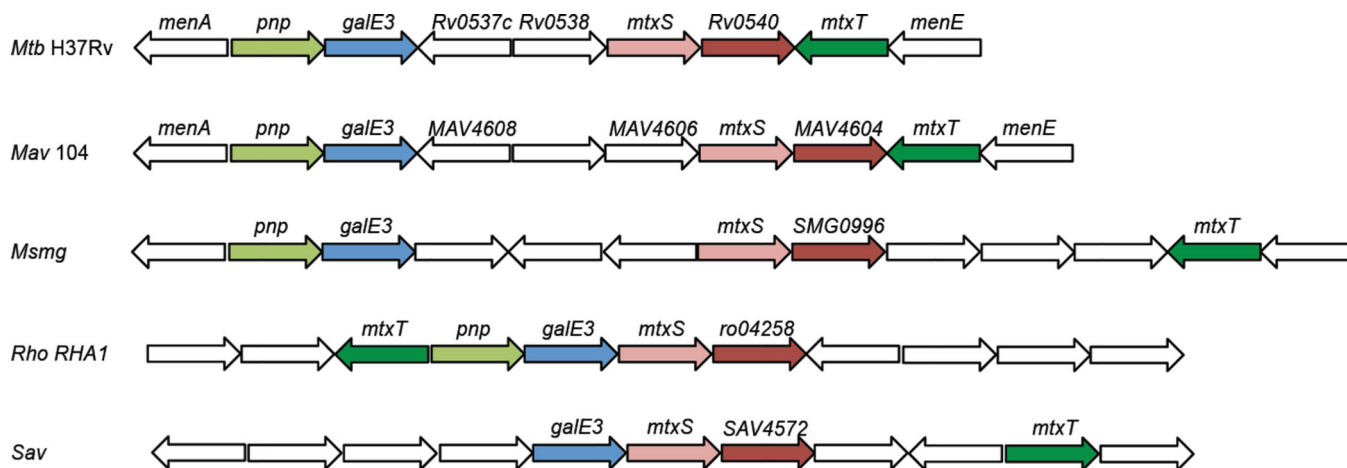 menA pnp galE3 Rv0537c Rv0538 mtxS Rv0540 mtxT menE
Mtb H37Rv
menA pnp galE3 MAV4608 MAV4606 mtxS MAV4604 mtxT menE
Mav 104
pnp galE3 mtxS SMG0996 mtxT
Msmg
mtxT pnp galE3 mtxS ro04258
Rho RHA1
galE3 mtxS SAV4572 mtxT
Sav